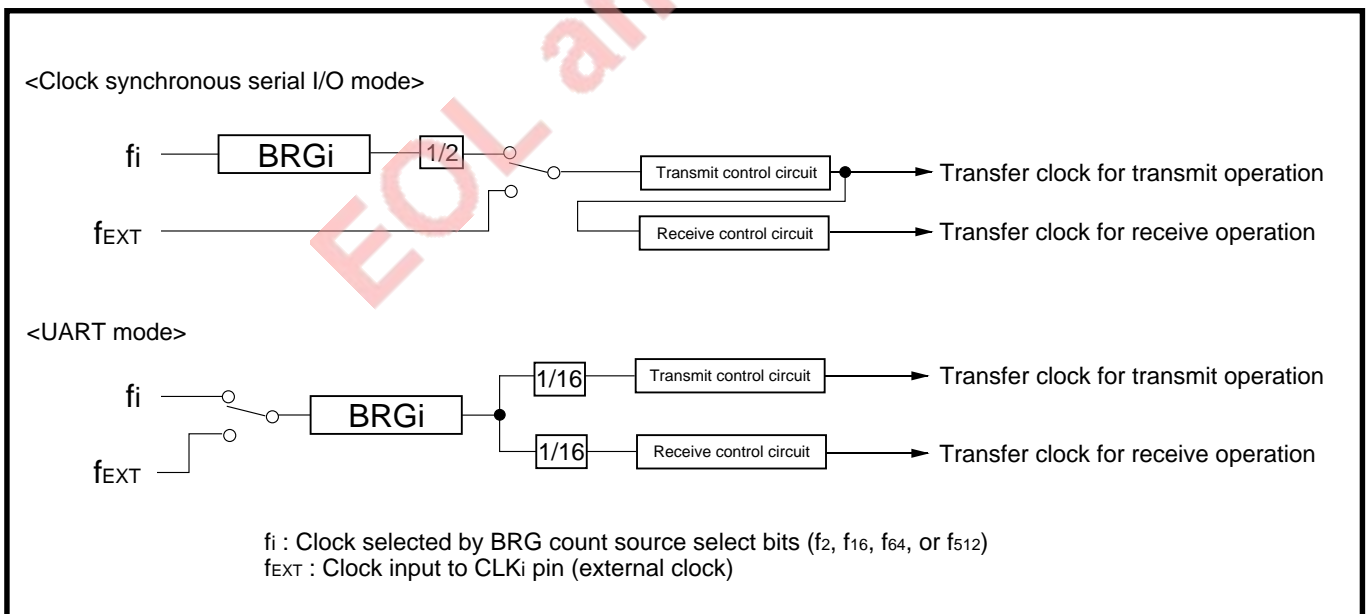 EOL an
<Clock synchronous serial I/O mode>
fi BRGi 1/2 Transmit control circuit Transfer clock for transmit operation
fEXT Receive control circuit Transfer clock for receive operation
<UART mode>
fi BRGi 1/16 Transmit control circuit Transfer clock for transmit operation
fEXT 1/16 Receive control circuit Transfer clock for receive operation
fi : Clock selected by BRG count source select bits (f2, f16, f64, or f512)
fEXT : Clock input to CLKi pin (external clock)